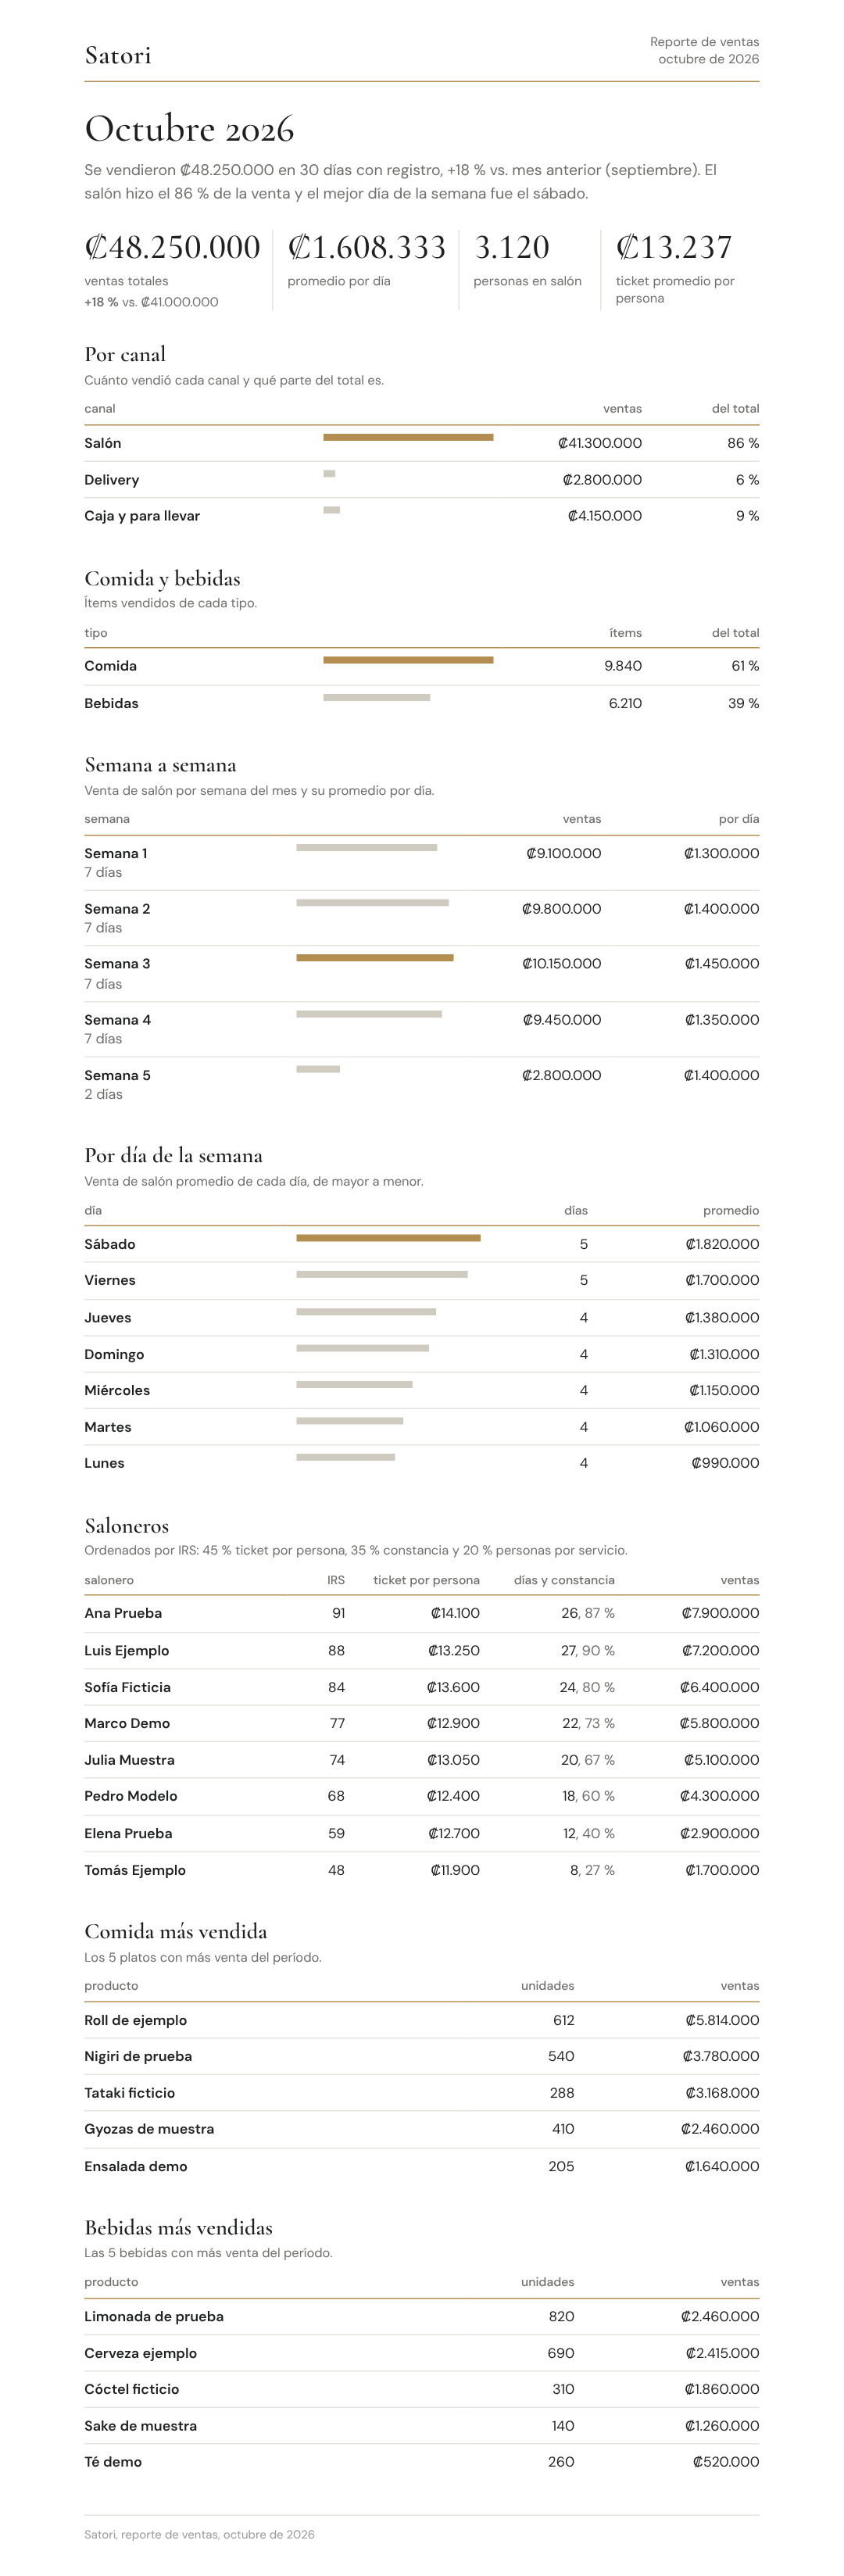 Satori
Reporte de ventas
octubre de 2026
Octubre 2026
Se vendieron ₡48.250.000 en 30 días con registro, +18 % vs. mes anterior (septiembre). El
salón hizo el 86 % de la venta y el mejor día de la semana fue el sábado.
₡48.250.000 ₡1.608.333 3.120 ₡13.237
ventas totales promedio por día personas en salón ticket promedio por
persona
+18 % vs. ₡41.000.000
Por canal
Cuánto vendió cada canal y qué parte del total es.
canal ventas del total
Salón ₡41.300.000 86 %
Delivery ₡2.800.000 6 %
Caja y para llevar ₡4.150.000 9 %
Comida y bebidas
Ítems vendidos de cada tipo.
tipo ítems del total
Comida 9.840 61 %
Bebidas 6.210 39 %
Semana a semana
Venta de salón por semana del mes y su promedio por día.
semana ventas por día
Semana 1 ₡9.100.000 ₡1.300.000
7 días
Semana 2 ₡9.800.000 ₡1.400.000
7 días
Semana 3 ₡10.150.000 ₡1.450.000
7 días
Semana 4 ₡9.450.000 ₡1.350.000
7 días
Semana 5 ₡2.800.000 ₡1.400.000
2 días
Por día de la semana
Venta de salón promedio de cada día, de mayor a menor.
día días promedio
Sábado 5 ₡1.820.000
Viernes 5 ₡1.700.000
Jueves 4 ₡1.380.000
Domingo 4 ₡1.310.000
Miércoles 4 ₡1.150.000
Martes 4 ₡1.060.000
Lunes 4 ₡990.000
Saloneros
Ordenados por IRS: 45 % ticket por persona, 35 % constancia y 20 % personas por servicio.
salonero IRS ticket por persona días y constancia ventas
Ana Prueba 91 ₡14.100 26, 87 % ₡7.900.000
Luis Ejemplo 88 ₡13.250 27, 90 % ₡7.200.000
Sofía Ficticia 84 ₡13.600 24, 80 % ₡6.400.000
Marco Demo 77 ₡12.900 22, 73 % ₡5.800.000
Julia Muestra 74 ₡13.050 20, 67 % ₡5.100.000
Pedro Modelo 68 ₡12.400 18, 60 % ₡4.300.000
Elena Prueba 59 ₡12.700 12, 40 % ₡2.900.000
Tomás Ejemplo 48 ₡11.900 8, 27 % ₡1.700.000
Comida más vendida
Los 5 platos con más venta del período.
producto unidades ventas
Roll de ejemplo 612 ₡5.814.000
Nigiri de prueba 540 ₡3.780.000
Tataki ficticio 288 ₡3.168.000
Gyozas de muestra 410 ₡2.460.000
Ensalada demo 205 ₡1.640.000
Bebidas más vendidas
Las 5 bebidas con más venta del período.
producto unidades ventas
Limonada de prueba 820 ₡2.460.000
Cerveza ejemplo 690 ₡2.415.000
Cóctel ficticio 310 ₡1.860.000
Sake de muestra 140 ₡1.260.000
Té demo 260 ₡520.000
Satori, reporte de ventas, octubre de 2026